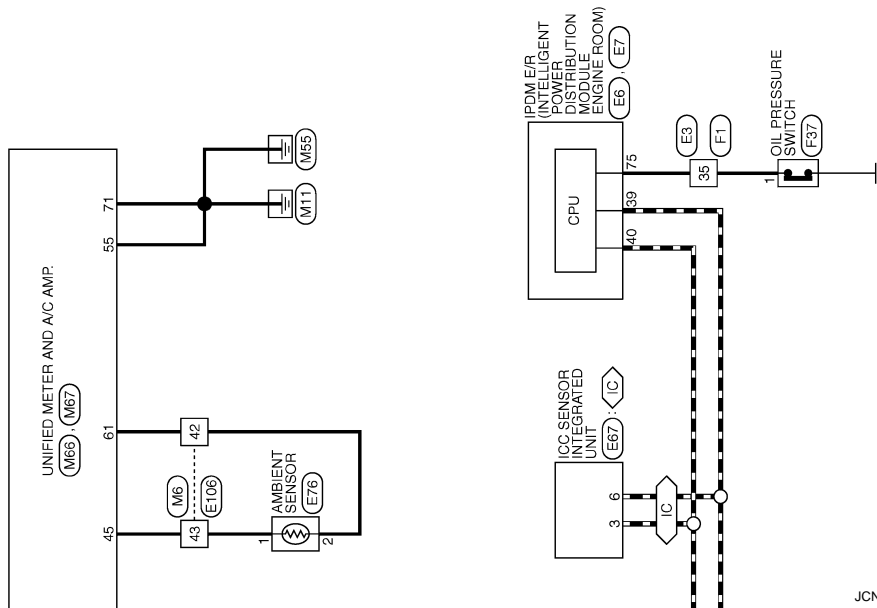 UNIFIED METER AND A/C AMP.
M66 , M67
71
55
61
45
M55
M11
42
43
M6
E106
AMBIENT
SENSOR
E76
1
2
IPDM E/R
(INTELLIGENT
POWER
DISTRIBUTION
MODULE
ENGINE ROOM)
E6 , E7
CPU
75
39
40
E3
F1
35
OIL PRESSURE
SWITCH
F37
1
ICC SENSOR
INTEGRATED
UNIT
E67 : IC
6
3
IC
JCN